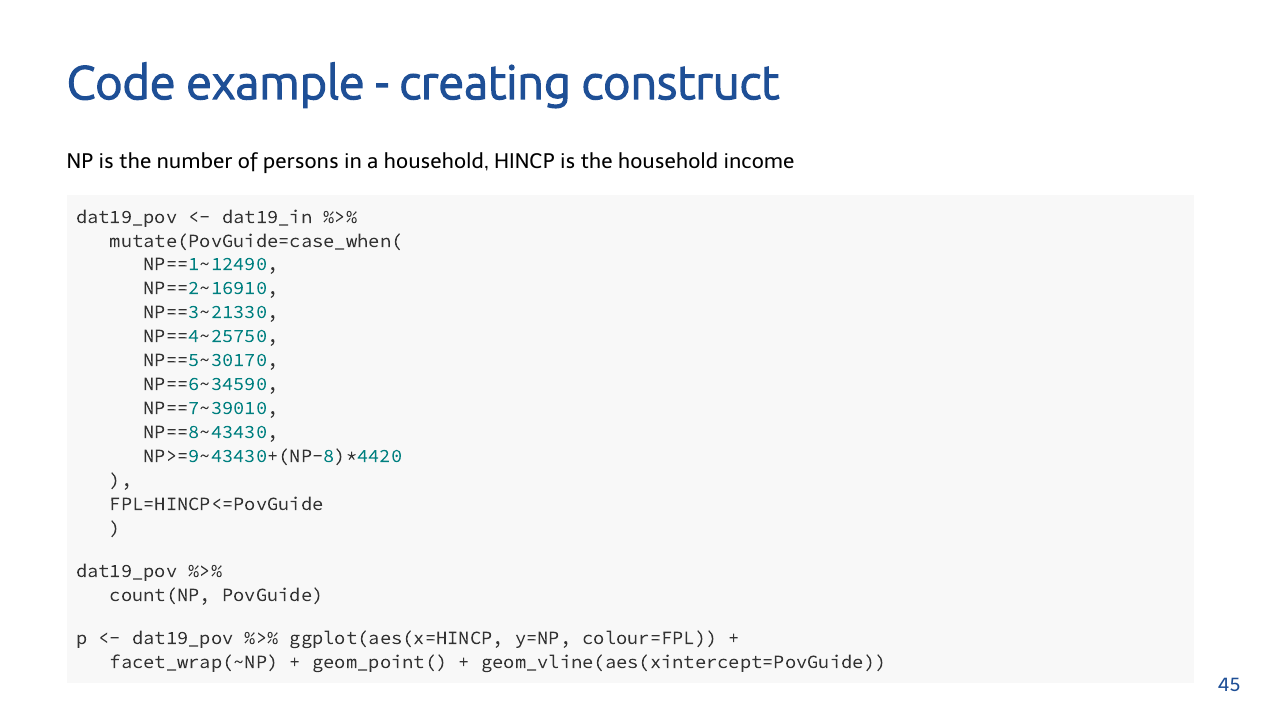 Code example - creating construct
NP is the number of persons in a household, HINCP is the household income
dat19_pov <- dat19_in %>%
   mutate(PovGuide=case_when(
      NP==1~12490,
      NP==2~16910,
      NP==3~21330,
      NP==4~25750,
      NP==5~30170,
      NP==6~34590,
      NP==7~39010,
      NP==8~43430,
      NP>=9~43430+(NP-8)*4420
   ),
   FPL=HINCP<=PovGuide
   )
dat19_pov %>%
   count(NP, PovGuide)
p <- dat19_pov %>% ggplot(aes(x=HINCP, y=NP, colour=FPL)) +
   facet_wrap(~NP) + geom_point() + geom_vline(aes(xintercept=PovGuide))
45